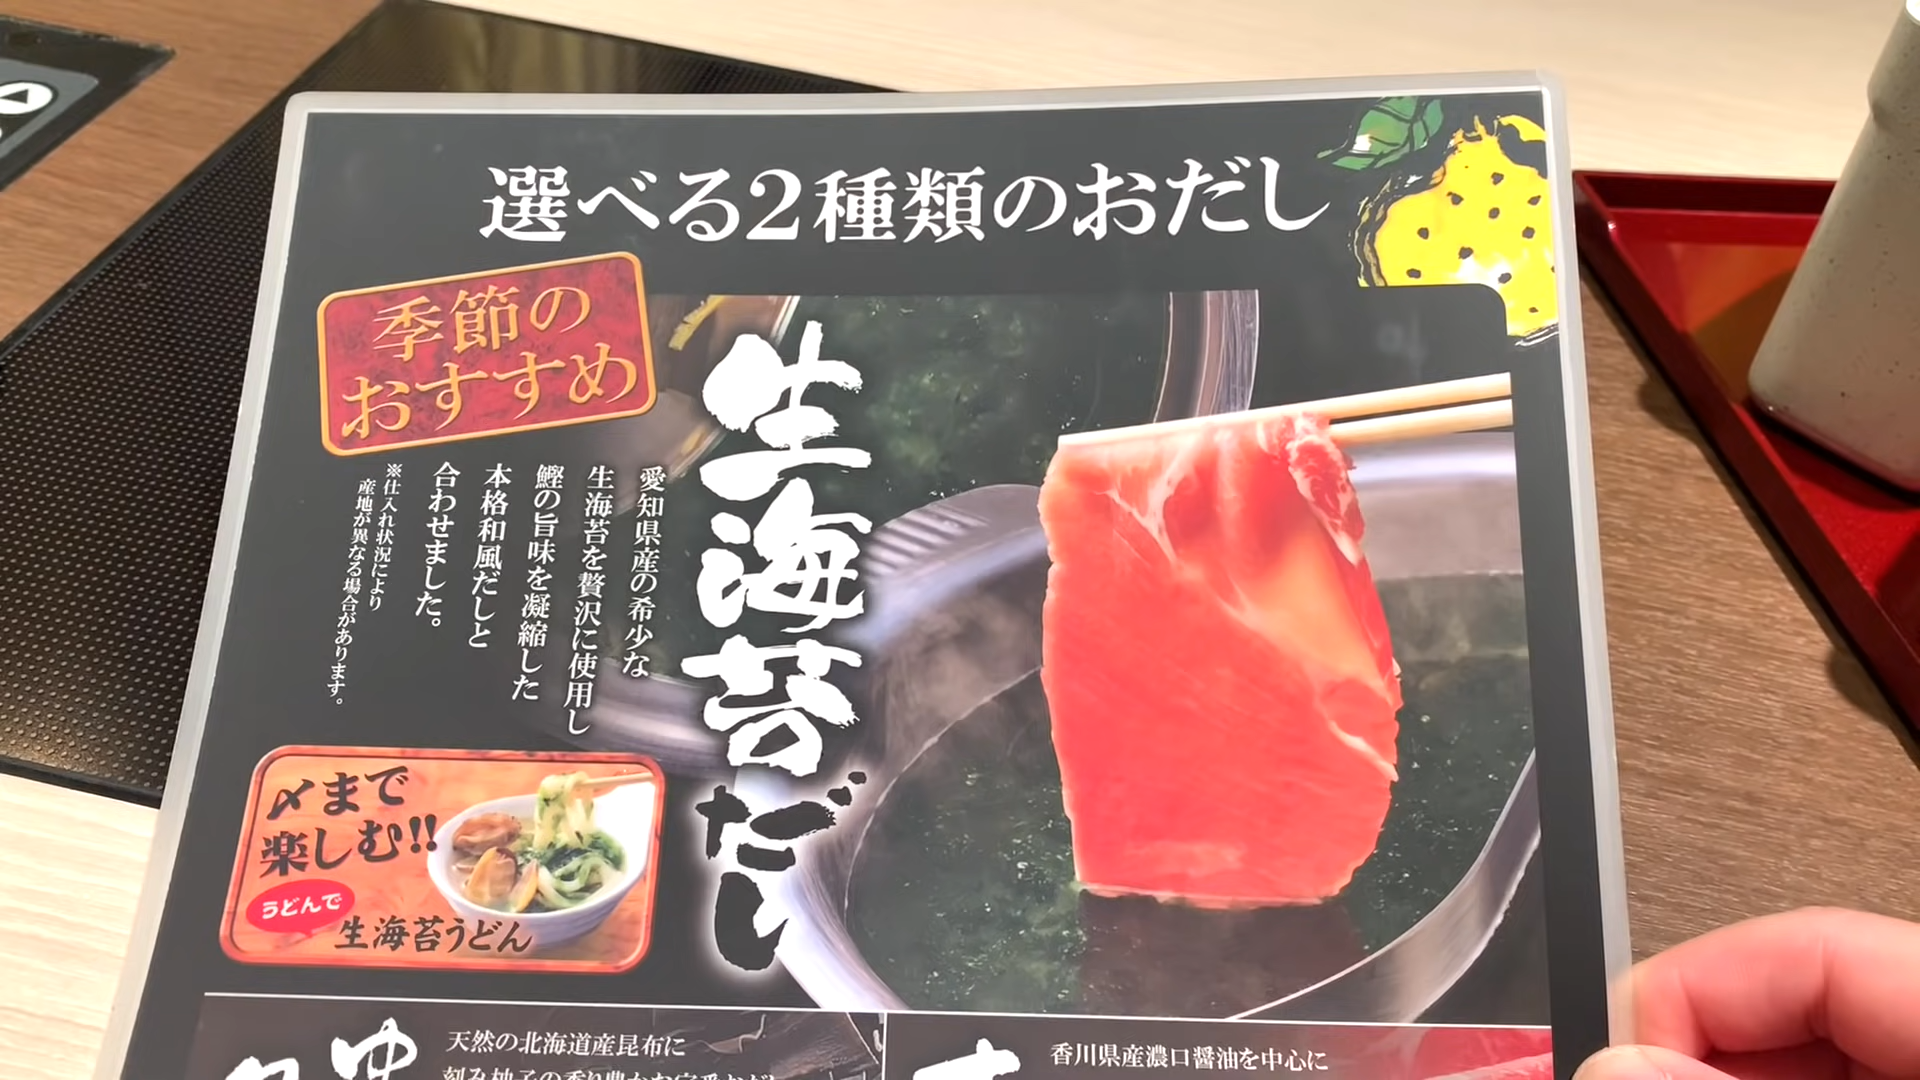 選べる2種類のおだし
季節の
おすすめ
生海苔だし
愛知県産の希少な
生海苔を贅沢に使用し
鰹の旨味を凝縮した
本格和風だしと
合わせました。
※仕入れ状況により
産地が異なる場合があります。
〆まで
楽しむ!!
うどんで
生海苔うどん
ゆ
天然の北海道産昆布に
香川県産濃口醤油を中心に